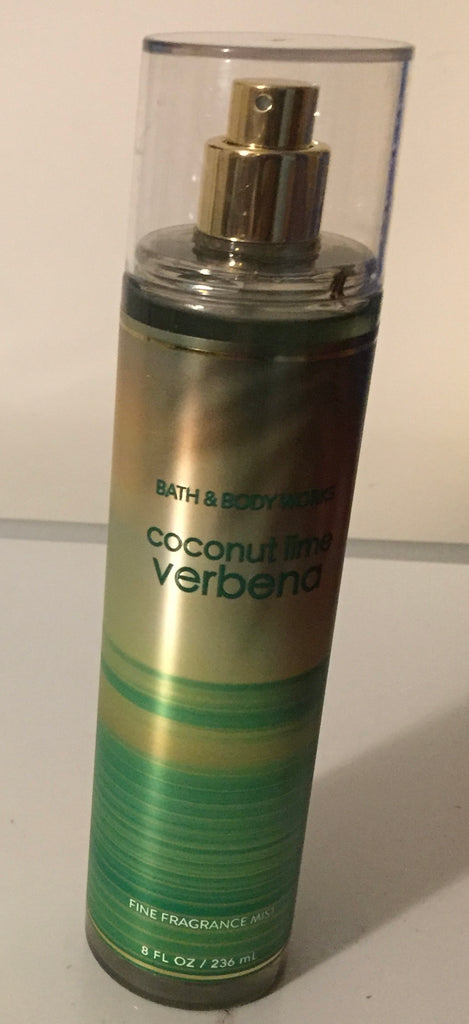 BATH & BODY WORKS
coconut lime
verbena
FINE FRAGRANCE MIST
8 FL OZ / 236 mL